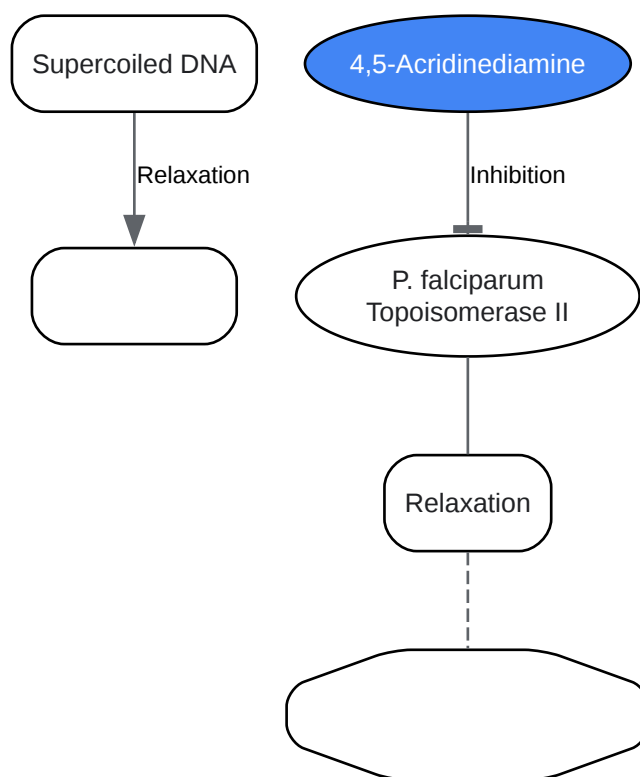 Supercoiled DNA
4,5-Acridinediamine
Relaxation
Inhibition
P. falciparum
Topoisomerase II
Relaxation